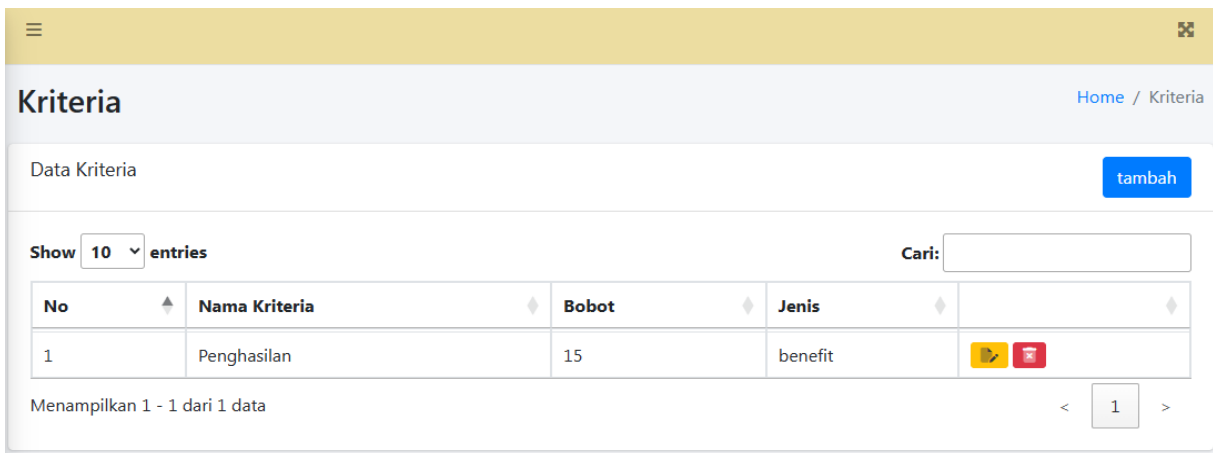 Kriteria
Home / Kriteria
Data Kriteria
tambah
Show 10 entries
Cari:
No Nama Kriteria Bobot Jenis
1 Penghasilan 15 benefit
Menampilkan 1 - 1 dari 1 data
< 1 >